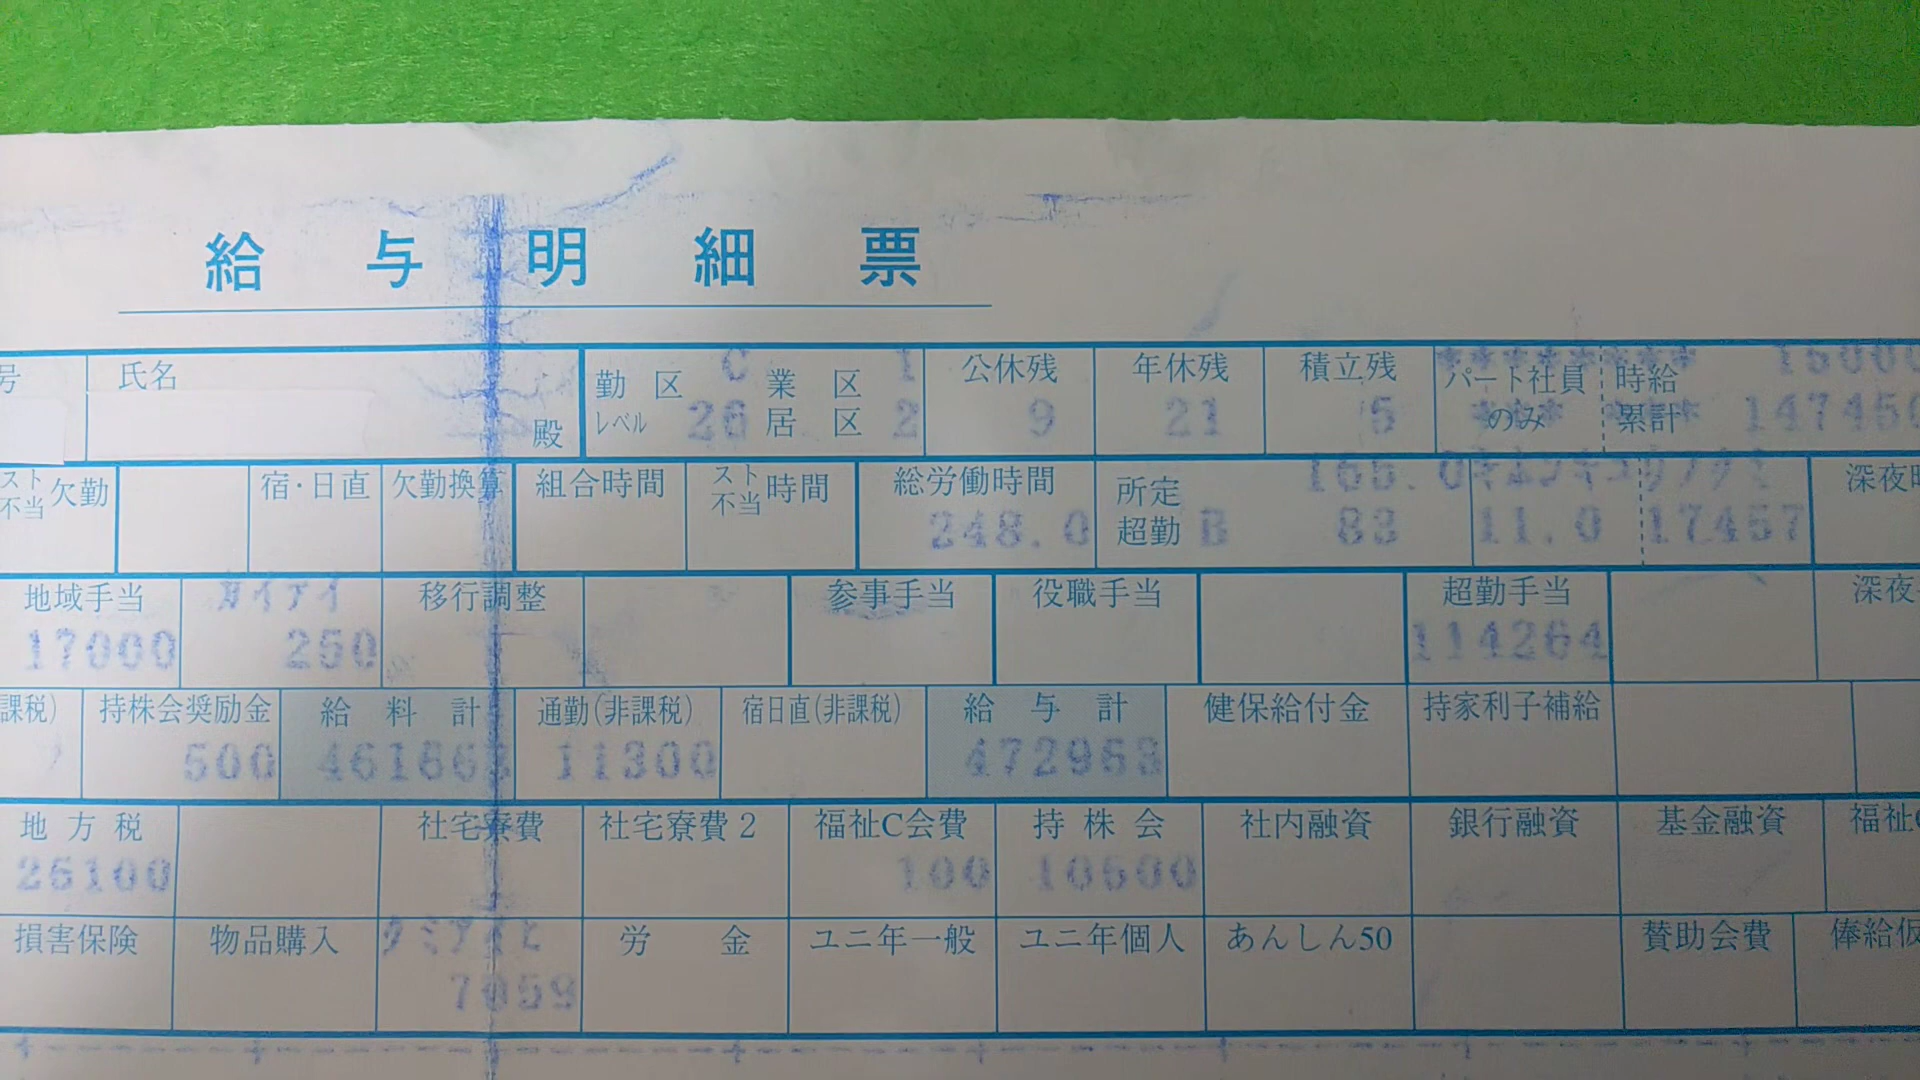 給与明細票
号 氏名 殿 勤区 C 業区 1 公休残 年休残 積立残 ******** 15000
レベル 26 居区 2 9 21 5 パート社員のみ *** 時給累計 147450
スト不当欠勤 宿・日直 欠勤換算 組合時間 スト不当時間 総労働時間 所定 165.0
248.0 超勤 B 83 11.0 17457
地域手当 カイテイ 移行調整 参事手当 役職手当 超勤手当
17000 250 114264
課税) 持株会奨励金 給料計 通勤(非課税) 宿日直(非課税) 給与計 健保給付金 持家利子補給
500 461663 11300 472963
地方税 社宅寮費 社宅寮費2 福祉C会費 持株会 社内融資 銀行融資 基金融資
26100 100 10500
損害保険 物品購入 労金 ユニ年一般 ユニ年個人 あんしん50 賛助会費
7059